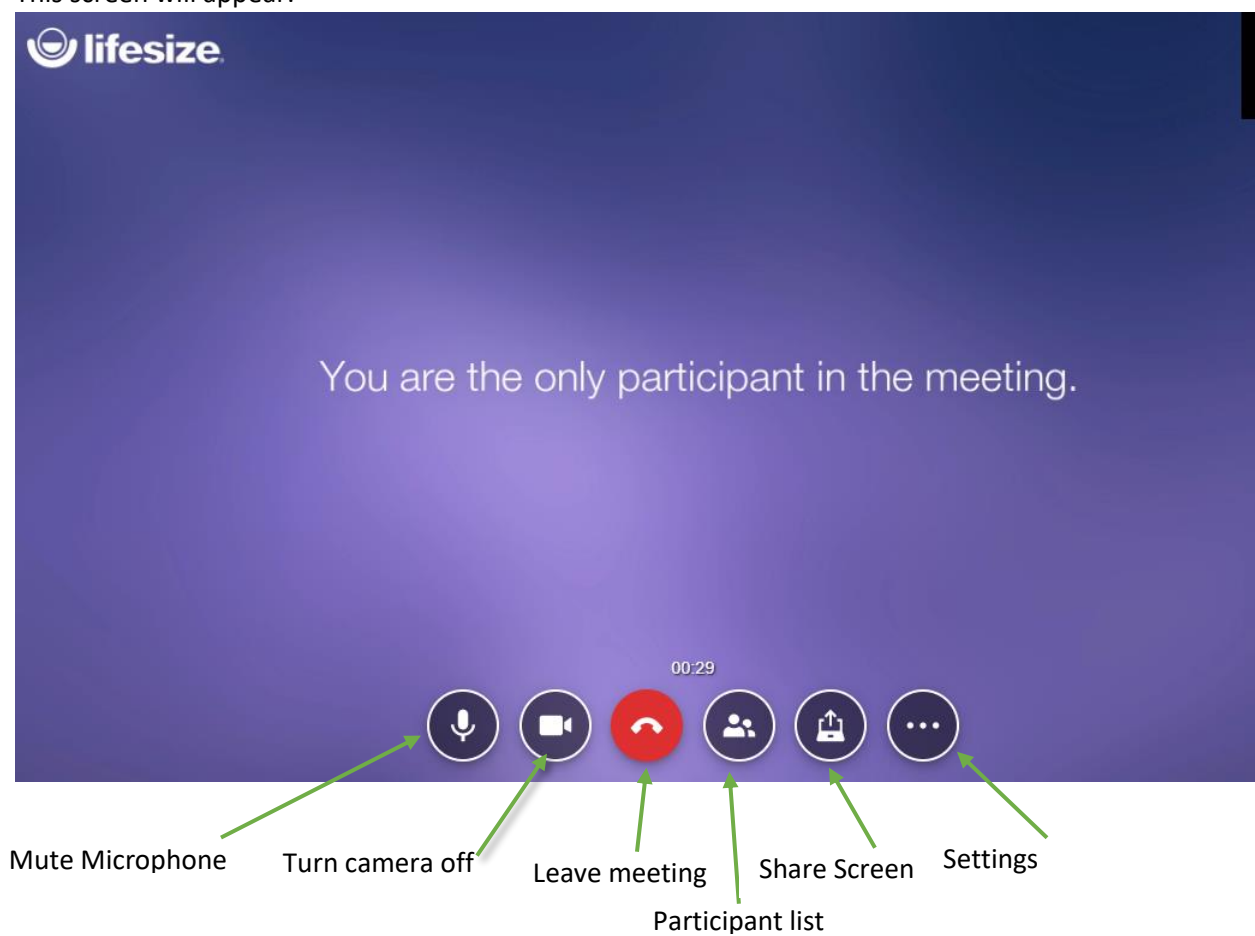 This screen will appear:
lifesize
You are the only participant in the meeting.
00:29
Mute Microphone
Turn camera off
Leave meeting
Share Screen
Settings
Participant list